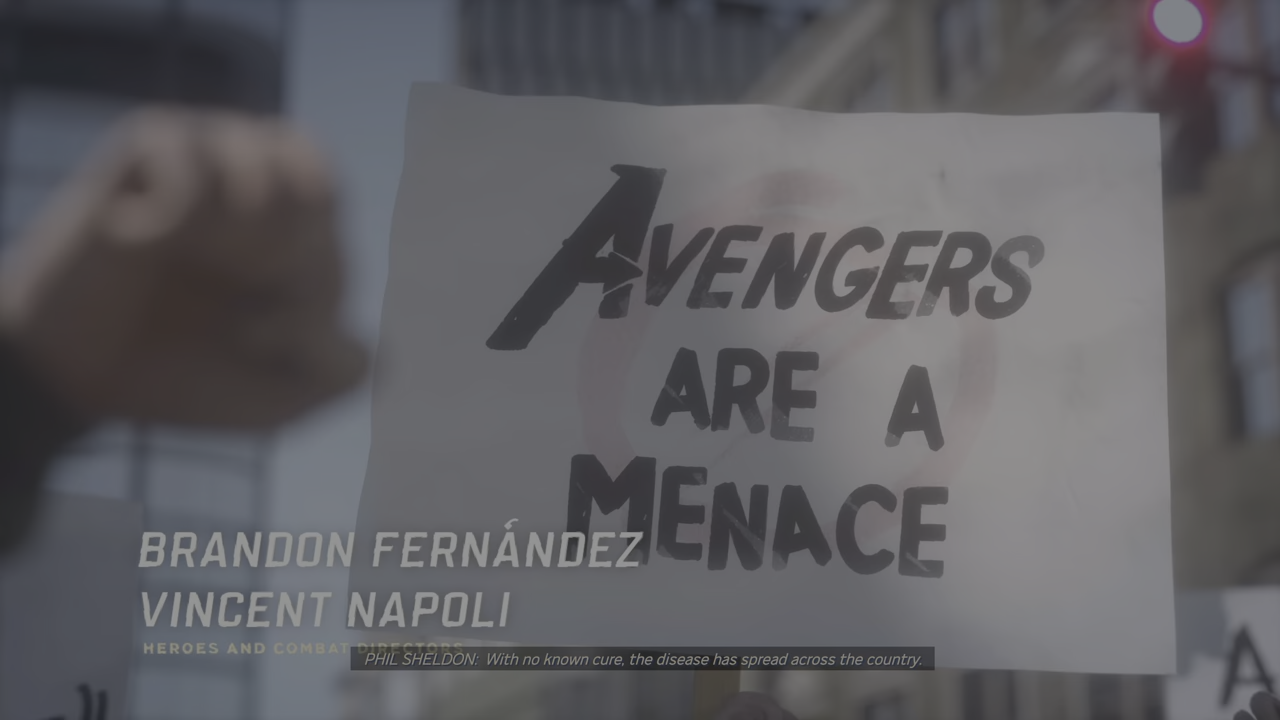 AVENGERS
ARE A
MENACE
BRANDON FERNÁNDEZ
VINCENT NAPOLI
HEROES AND COMBAT DIRECTORS
PHIL SHELDON: With no known cure, the disease has spread across the country.
A